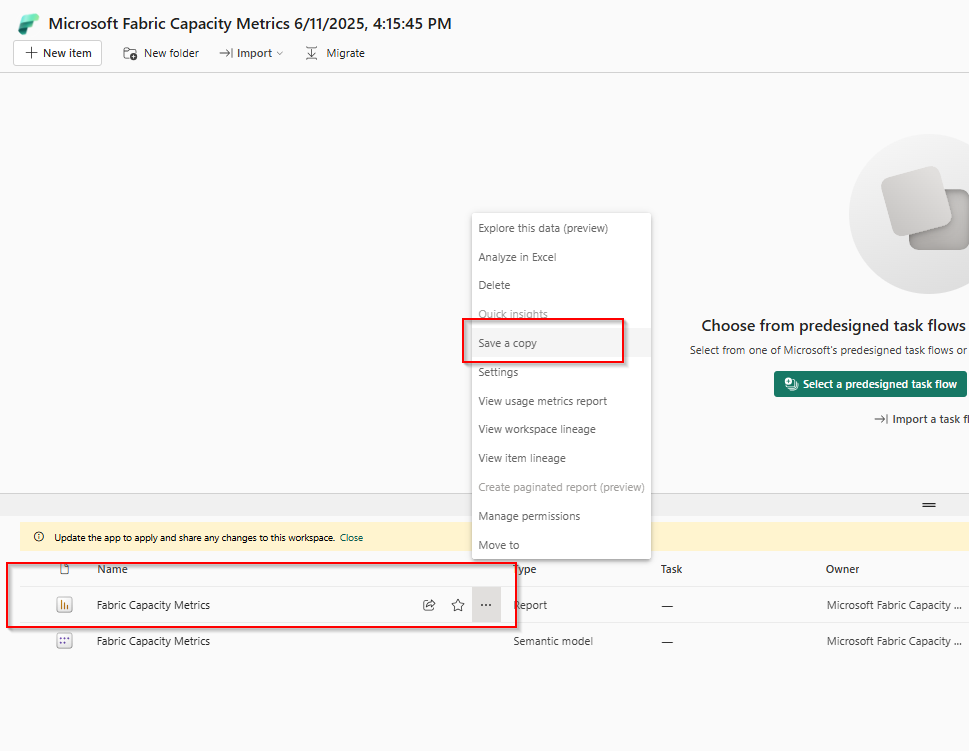 Microsoft Fabric Capacity Metrics 6/11/2025, 4:15:45 PM
New item New folder Import Migrate
Explore this data (preview)
Analyze in Excel
Delete
Quick insights
Save a copy
Settings
View usage metrics report
View workspace lineage
View item lineage
Create paginated report (preview)
Manage permissions
Move to
Choose from predesigned task flows
Select from one of Microsoft's predesigned task flows or
Select a predesigned task flow
Import a task fl
Update the app to apply and share any changes to this workspace. Close
Name Type Task Owner
Fabric Capacity Metrics ... Report — Microsoft Fabric Capacity ...
Fabric Capacity Metrics Semantic model — Microsoft Fabric Capacity ...